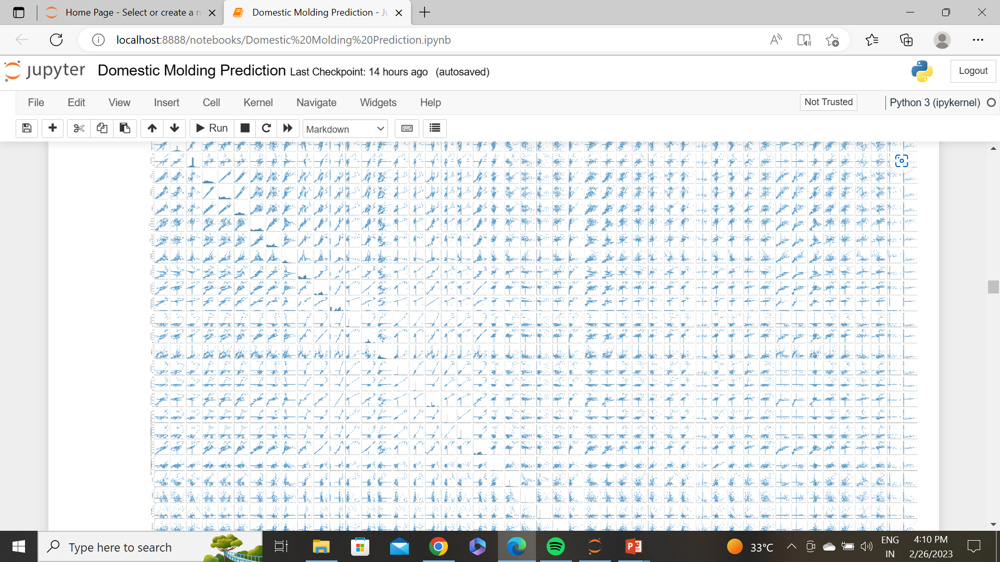 Home Page - Select or create a n
Domestic Molding Prediction - Ju
localhost:8888/notebooks/Domestic%20Molding%20Prediction.ipynb
jupyter Domestic Molding Prediction Last Checkpoint: 14 hours ago (autosaved)
Logout
File Edit View Insert Cell Kernel Navigate Widgets Help
Not Trusted
Python 3 (ipykernel)
Run
Markdown
Type here to search
33°C
ENG
IN
4:10 PM
2/26/2023